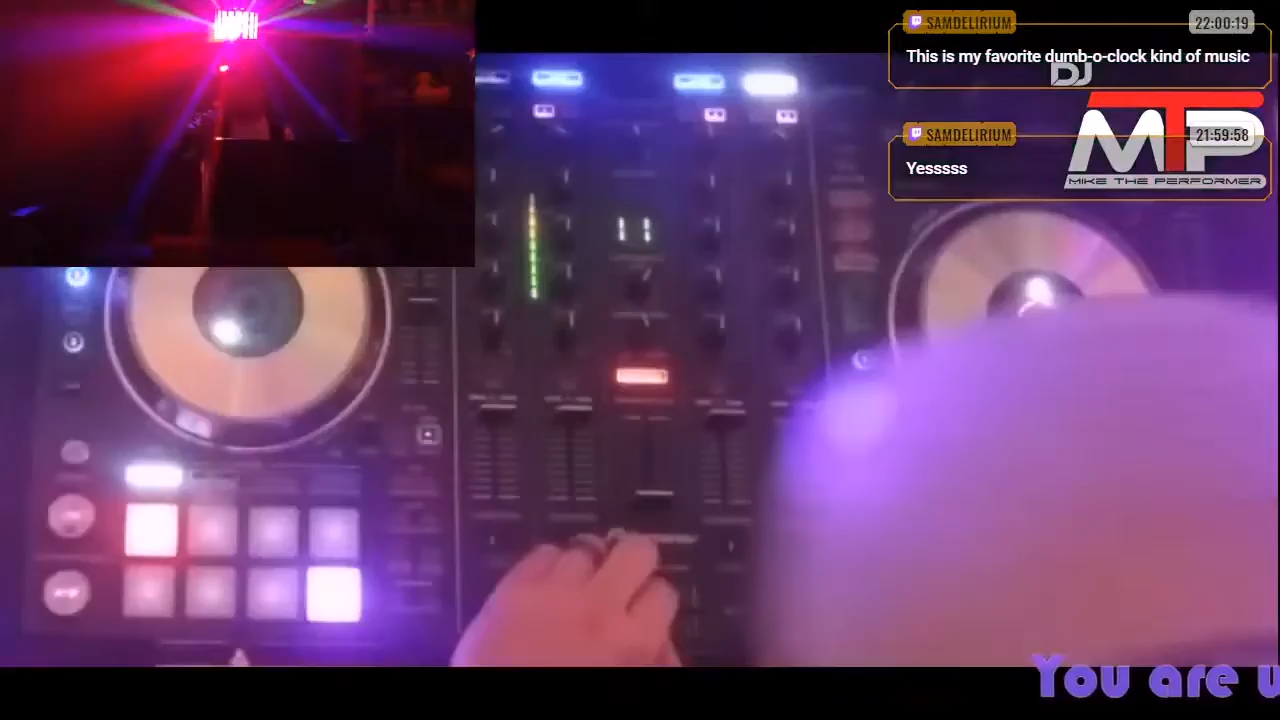 SAMDELIRIUM
22:00:19
This is my favorite dumb-o-clock kind of music
DJ
MTP
MIKE THE PERFORMER
SAMDELIRIUM
21:59:58
Yesssss
You are